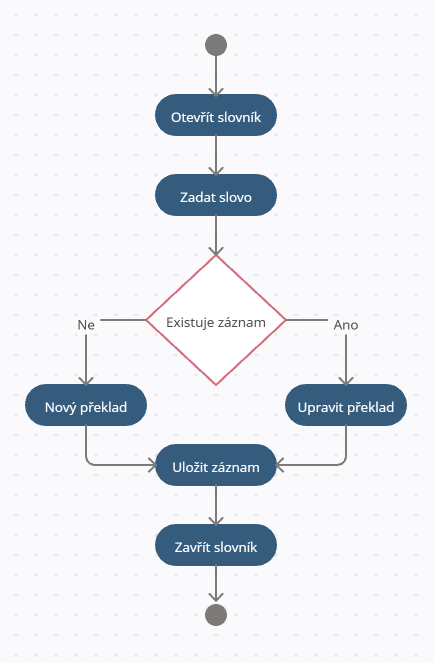 Otevřít slovník
Zadat slovo
Existuje záznam
Ne
Ano
Nový překlad
Upravit překlad
Uložit záznam
Zavřít slovník